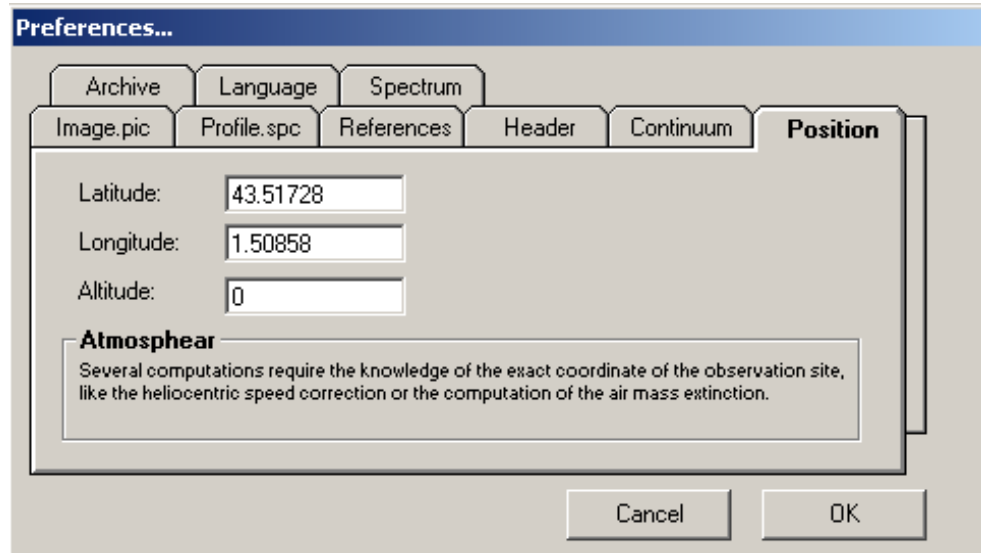 Preferences...
Archive Language Spectrum
Image.pic Profile.spc References Header Continuum Position
Latitude: 43.51728
Longitude: 1.50858
Altitude: 0
Atmosphear
Several computations require the knowledge of the exact coordinate of the observation site,
like the heliocentric speed correction or the computation of the air mass extinction.
Cancel OK